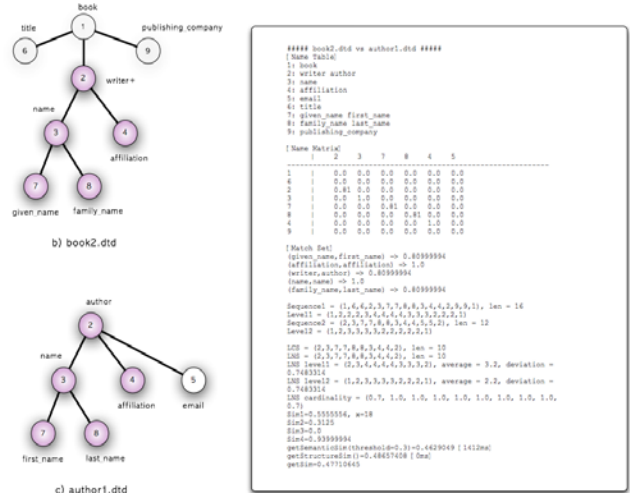 book
title
publishing_company
1
6
9
2
writer+
name
3
4
affiliation
7
8
given_name
family_name
b) book2.dtd
author
2
name
3
4
5
affiliation
email
7
8
first_name
last_name
c) author1.dtd
##### book2.dtd vs author1.dtd #####
[Name Table]
1: book
2: writer author
3: name
4: affiliation
5: email
6: title
7: given_name first_name
8: family_name last_name
9: publishing_company
[Name Matrix]
| 2 3 7 8 4 5
1 | 0.0 0.0 0.0 0.0 0.0 0.0
6 | 0.0 0.0 0.0 0.0 0.0 0.0
2 | 0.81 0.0 0.0 0.0 0.0 0.0
3 | 0.0 1.0 0.0 0.0 0.0 0.0
7 | 0.0 0.0 0.81 0.0 0.0 0.0
8 | 0.0 0.0 0.0 0.81 0.0 0.0
4 | 0.0 0.0 0.0 0.0 1.0 0.0
9 | 0.0 0.0 0.0 0.0 0.0 0.0
[Match Set]
(given_name,first_name) => 0.80999994
(affiliation,affiliation) => 1.0
(writer,author) => 0.80999994
(name,name) => 1.0
(family_name,last_name) => 0.80999994
Sequence1 = (1,6,6,2,3,7,7,8,8,3,4,4,2,9,9,1), len = 16
Level1 = (1,2,2,2,3,4,4,4,4,3,3,3,2,2,2,1)
Sequence2 = (2,3,7,7,8,8,3,4,4,5,5,2), len = 12
Level2 = (1,2,3,3,3,3,2,2,2,2,2,1)
LCS = (2,3,7,7,8,8,3,4,4,2), len = 10
LNS = (2,3,7,7,8,8,3,4,4,2), len = 10
LNS level1 = (2,3,4,4,4,4,3,3,3,2), average = 3.2, deviation =
0.7483314
LNS level2 = (1,2,3,3,3,3,2,2,2,1), average = 2.2, deviation =
0.7483314
LNS cardinality = (0.7, 1.0, 1.0, 1.0, 1.0, 1.0, 1.0, 1.0, 1.0,
0.7)
Sim1=0.5555556, a=18
Sim2=0.3125
Sim3=0.0
Sim4=0.93999994
getSemanticSim(threshold=0.3)=0.4629049 [1412ms]
getStructureSim()=0.48657408 [0ms]
getSim=0.47710645